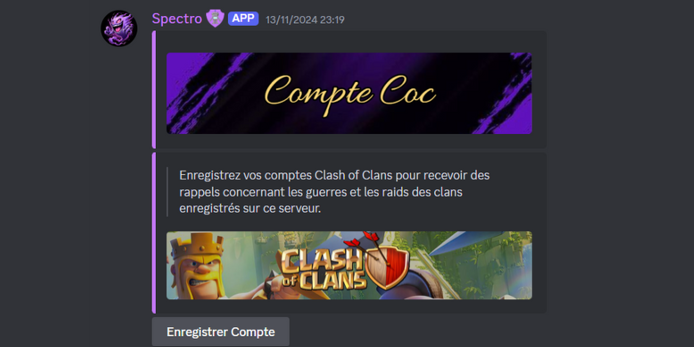 Spectro APP 13/11/2024 23:19
Compte Coc
Enregistrez vos comptes Clash of Clans pour recevoir des
rappels concernant les guerres et les raids des clans
enregistrés sur ce serveur.
CLASH
of CLANS
Enregistrer Compte